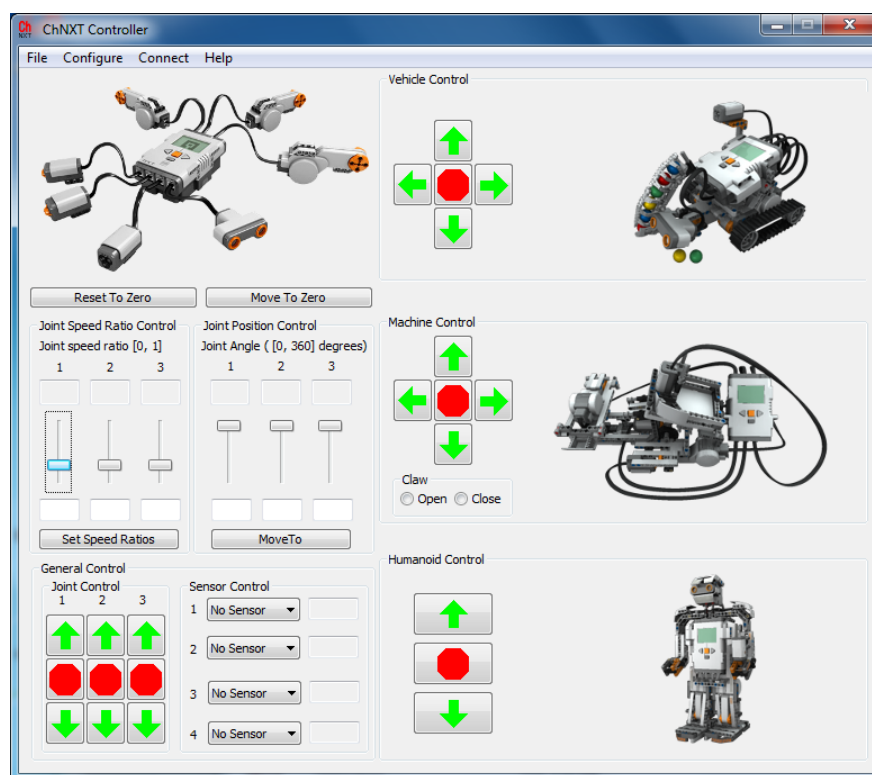 Ch
NXT
ChNXT Controller
File Configure Connect Help
Vehicle Control
Reset To Zero Move To Zero
Joint Speed Ratio Control
Joint speed ratio [0, 1]
1 2 3
Set Speed Ratios
Joint Position Control
Joint Angle ( [0, 360] degrees)
1 2 3
MoveTo
Machine Control
Claw
Open Close
General Control
Joint Control
1 2 3
Sensor Control
1 No Sensor
2 No Sensor
3 No Sensor
4 No Sensor
Humanoid Control